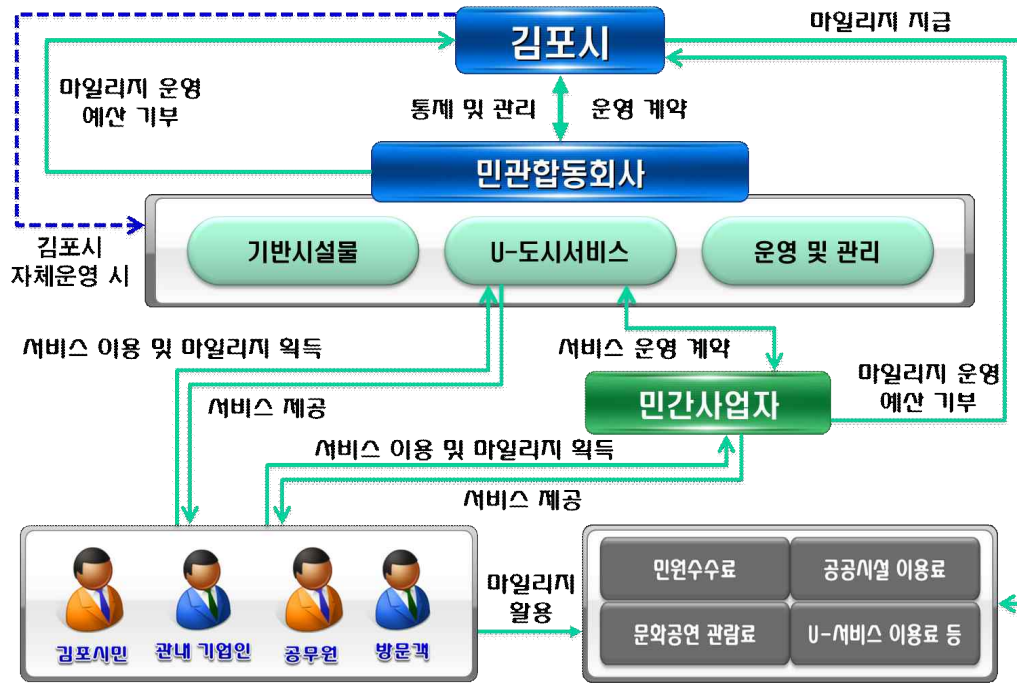 김포시
마일리지 지급
마일리지 운영
예산 기부
통제 및 관리
운영 계약
민관합동회사
기반시설물
U-도시서비스
운영 및 관리
김포시
자체운영 시
서비스 이용 및 마일리지 획득
서비스 운영 계약
마일리지 운영
예산 기부
민간사업자
서비스 제공
서비스 이용 및 마일리지 획득
서비스 제공
민원수수료
공공시설 이용료
마일리지
활용
문화공연 관람료
U-서비스 이용료 등
김포시민
관내 기업인
공무원
방문객